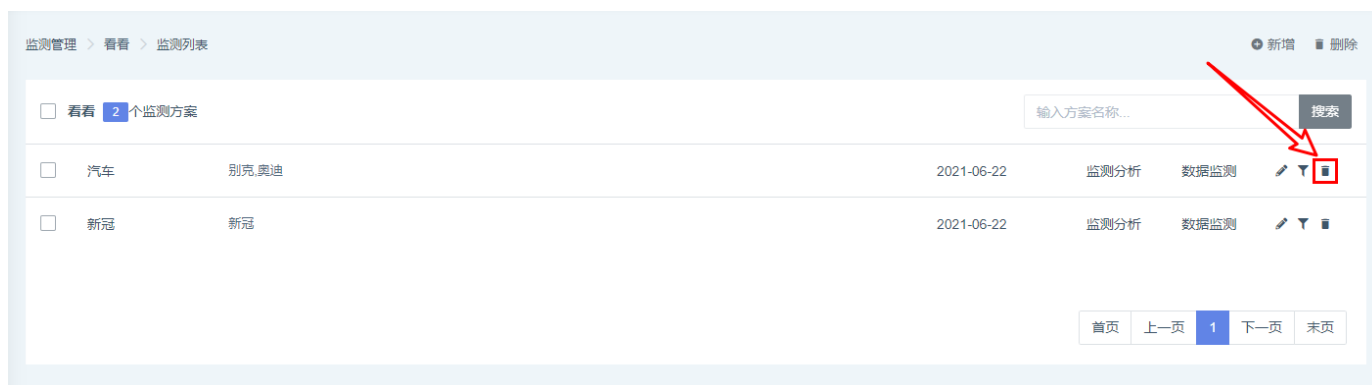 监测管理 > 看看 > 监测列表 新增 删除
看看 2 个监测方案 输入方案名称... 搜索
汽车 别克,奥迪 2021-06-22 监测分析 数据监测
新冠 新冠 2021-06-22 监测分析 数据监测
首页 上一页 1 下一页 末页